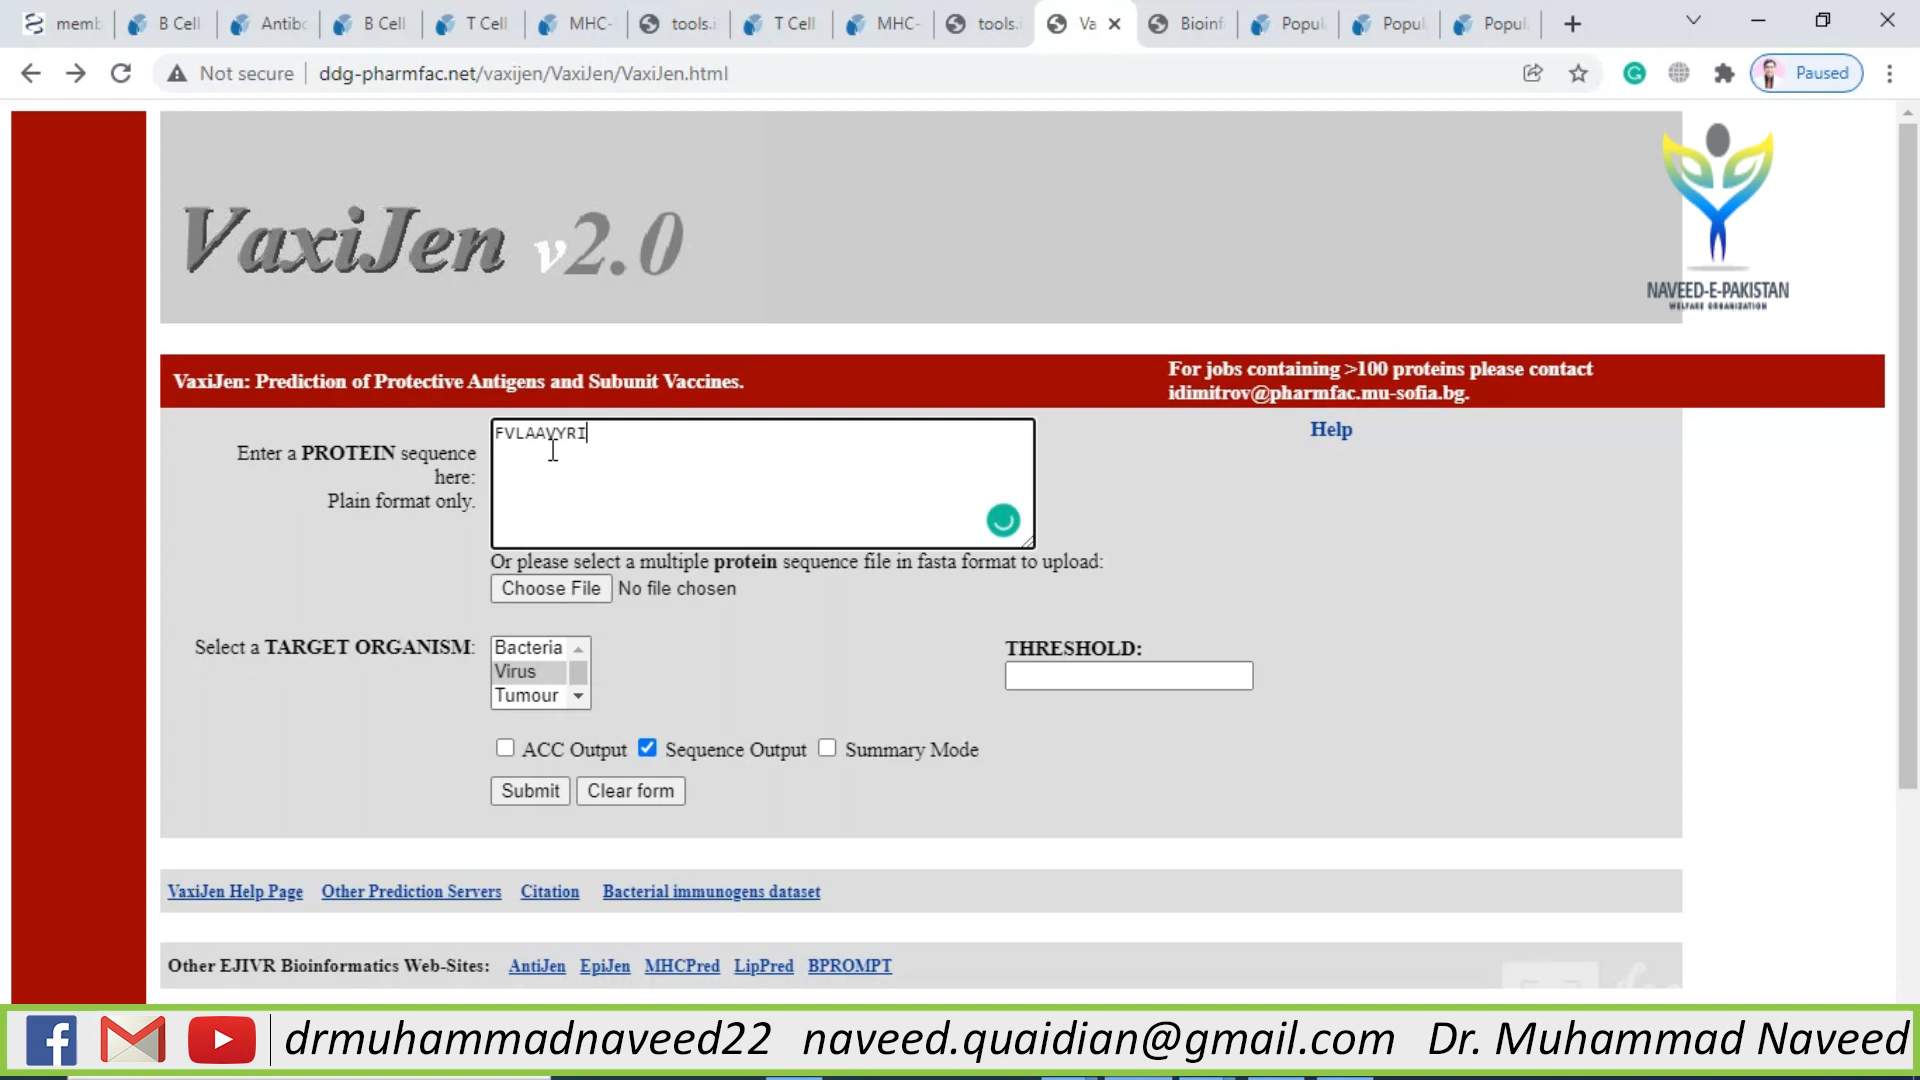 memb B Cell Antibo B Cell T Cell MHC- tools.i T Cell MHC- tools.i Va Bioinf Popul Popul Popul
Not secure ddg-pharmfac.net/vaxijen/VaxiJen/VaxiJen.html Paused
VaxiJen v2.0
NAVEED-E-PAKISTAN
WELFARE ORGANIZATION
VaxiJen: Prediction of Protective Antigens and Subunit Vaccines.
For jobs containing >100 proteins please contact
idimitrov@pharmfac.mu-sofia.bg.
Enter a PROTEIN sequence
here:
Plain format only.
FVLAAVYRI
Help
Or please select a multiple protein sequence file in fasta format to upload:
Choose File No file chosen
Select a TARGET ORGANISM:
Bacteria
Virus
Tumour
THRESHOLD:
ACC Output Sequence Output Summary Mode
Submit Clear form
VaxiJen Help Page Other Prediction Servers Citation Bacterial immunogens dataset
Other EJIVR Bioinformatics Web-Sites: AntiJen EpiJen MHCPred LipPred BPROMPT
drmuhammadnaveed22 naveed.quaidian@gmail.com Dr. Muhammad Naveed